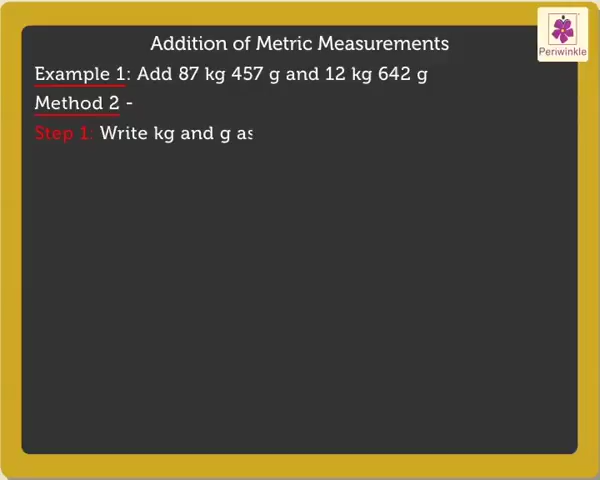 Addition of Metric Measurements
Periwinkle
Example 1: Add 87 kg 457 g and 12 kg 642 g
Method 2 -
Step 1: Write kg and g as